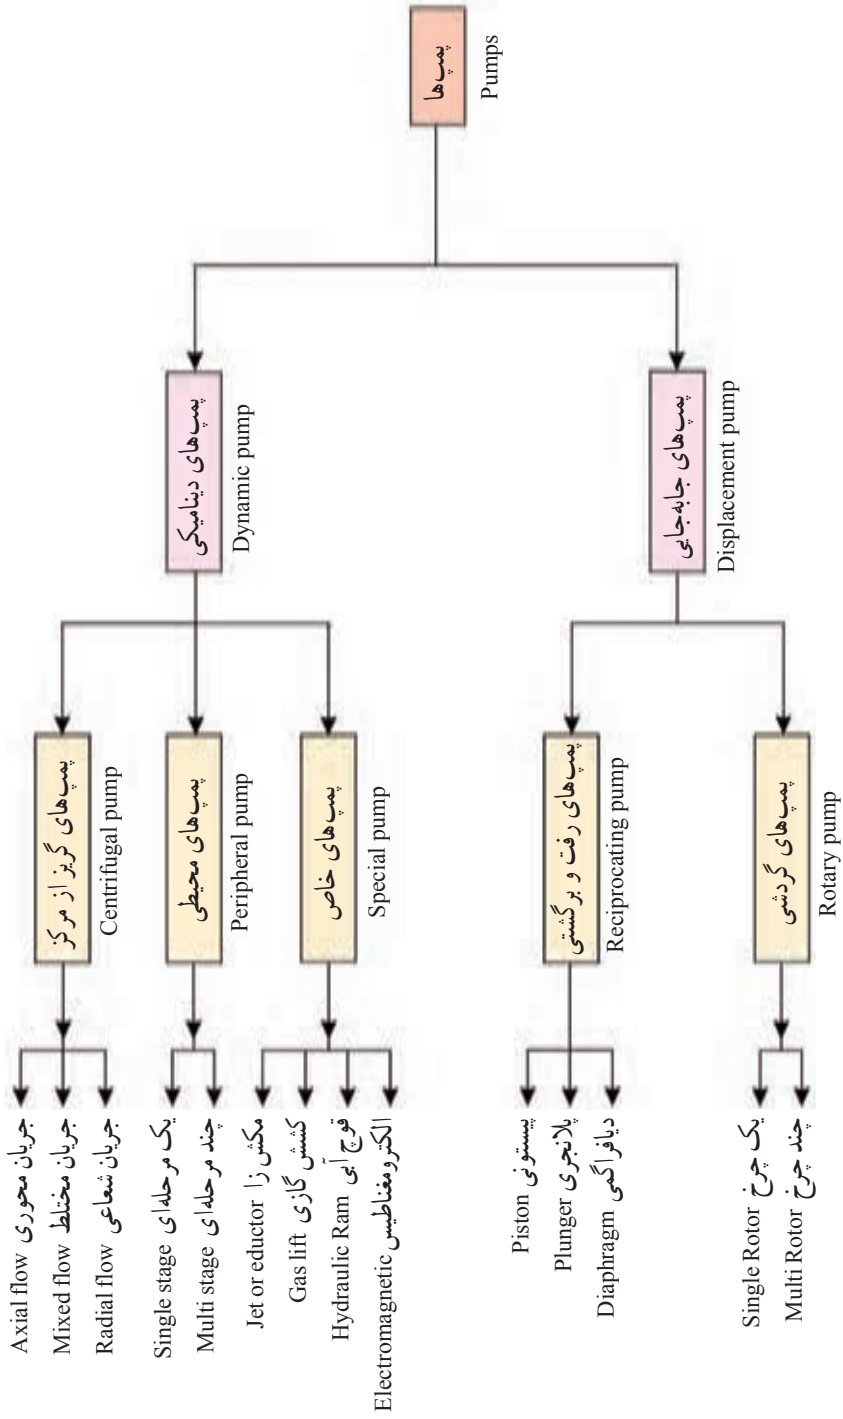 پمپ‌ها
Pumps
پمپ‌های دینامیکی
Dynamic pump
پمپ‌های جابه‌جایی
Displacement pump
پمپ‌های گریز از مرکز
Centrifugal pump
پمپ‌های محیطی
Peripheral pump
پمپ‌های خاص
Special pump
پمپ‌های رفت و برگشتی
Reciprocating pump
پمپ‌های گردشی
Rotary pump
Axial flow جریان محوری
Mixed flow جریان مختلط
Radial flow جریان شعاعی
Single stage یک مرحله‌ای
Multi stage چند مرحله‌ای
Jet or eductor مکش زا
Gas lift کشش گازی
Hydraulic Ram قوچ آبی
Electromagnetic الکترومغناطیس
Piston پیستونی
Plunger پلانجری
Diaphragm دیافراگمی
Single Rotor یک چرخ
Multi Rotor چند چرخ